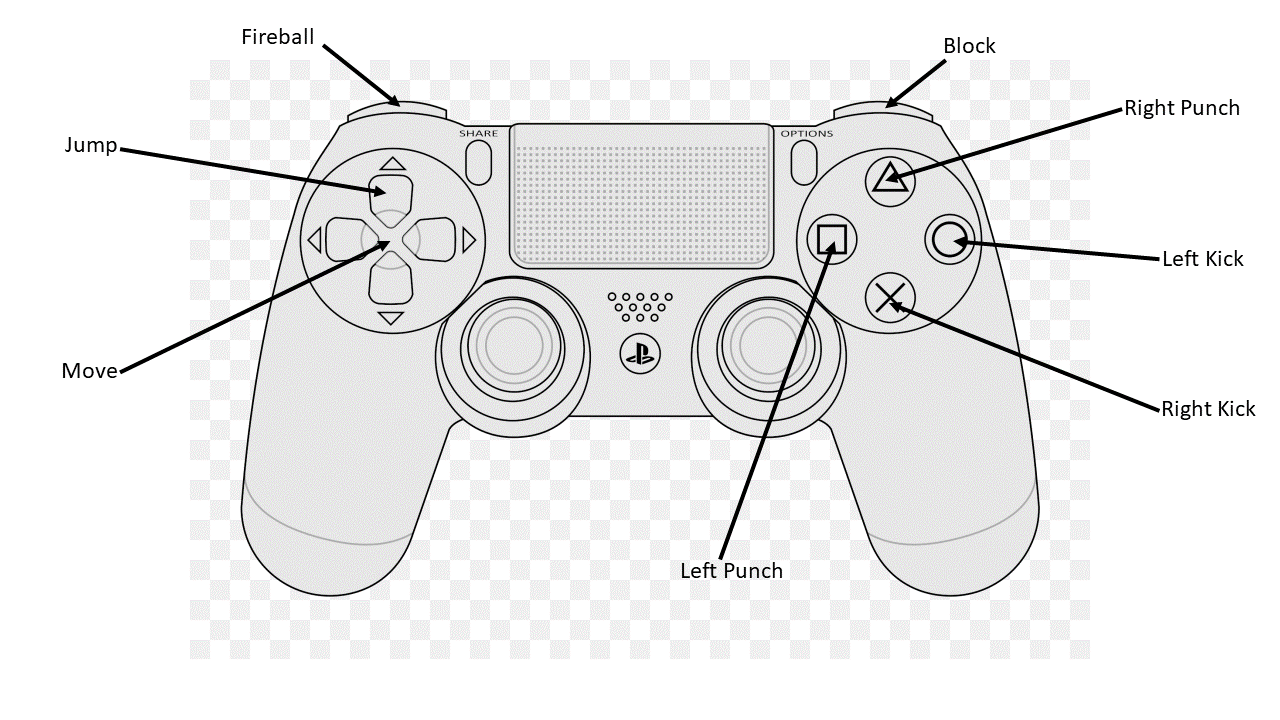 Fireball
Block
Right Punch
Jump
SHARE
OPTIONS
Left Kick
Move
Right Kick
Left Punch